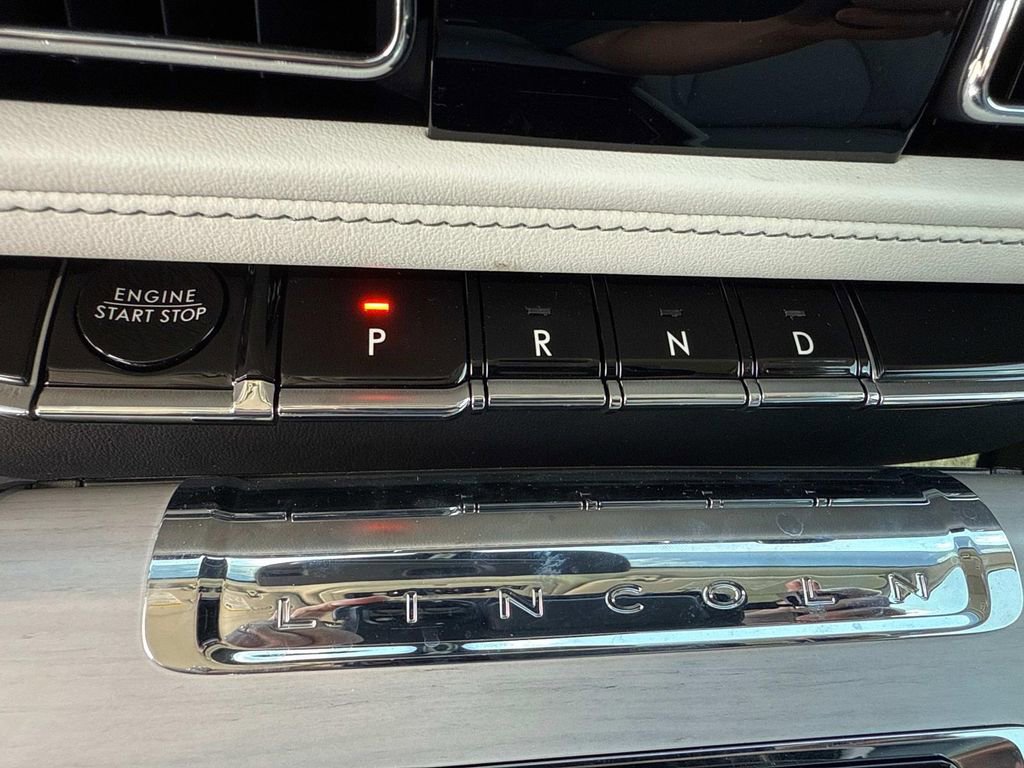 ENGINE
START STOP
P R N D
LINCOLN